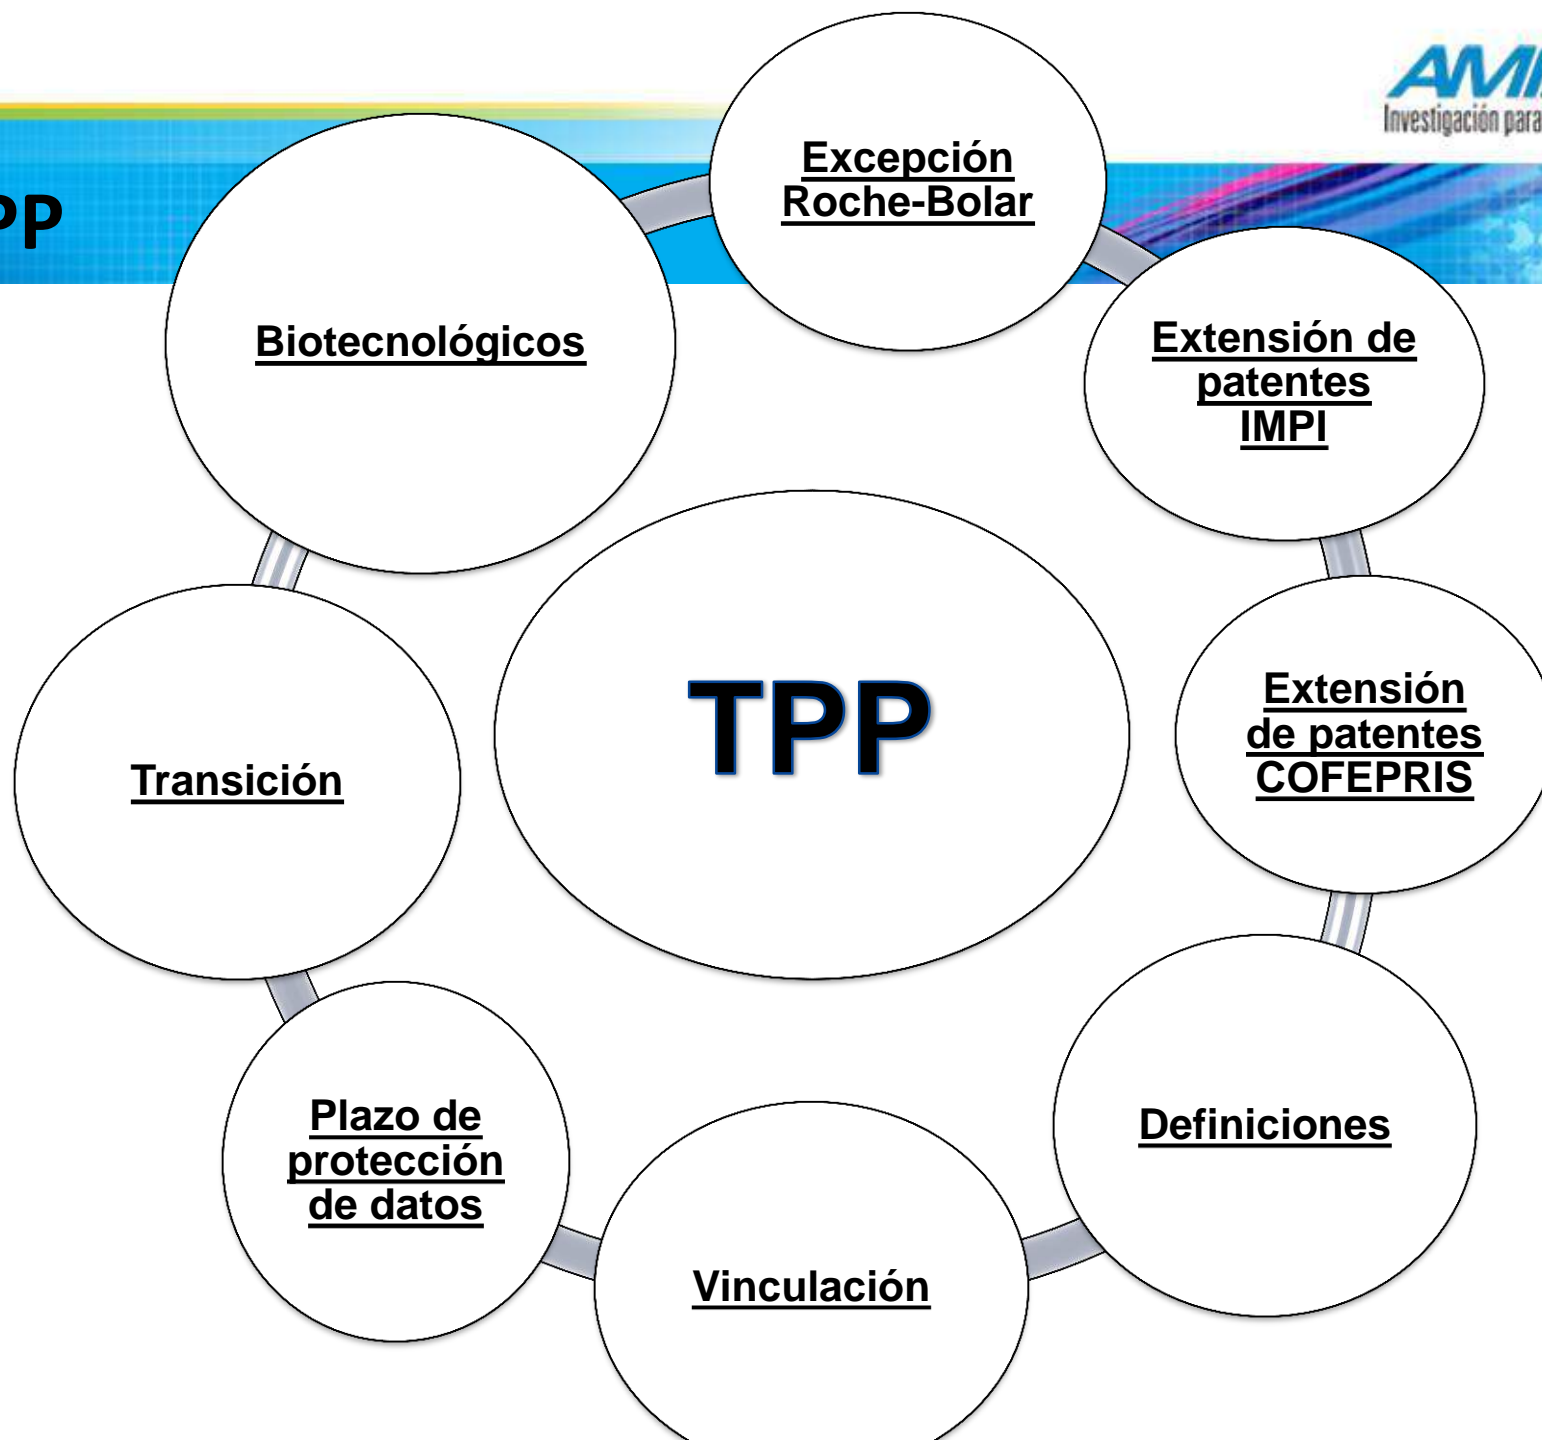 Investigación para
Excepción
Roche-Bolar
PP
Biotecnológicos
Extensión de
patentes
IMPI
TPP
Extensión
de patentes
COFEPRIS
Transición
Plazo de
protección
de datos
Definiciones
Vinculación